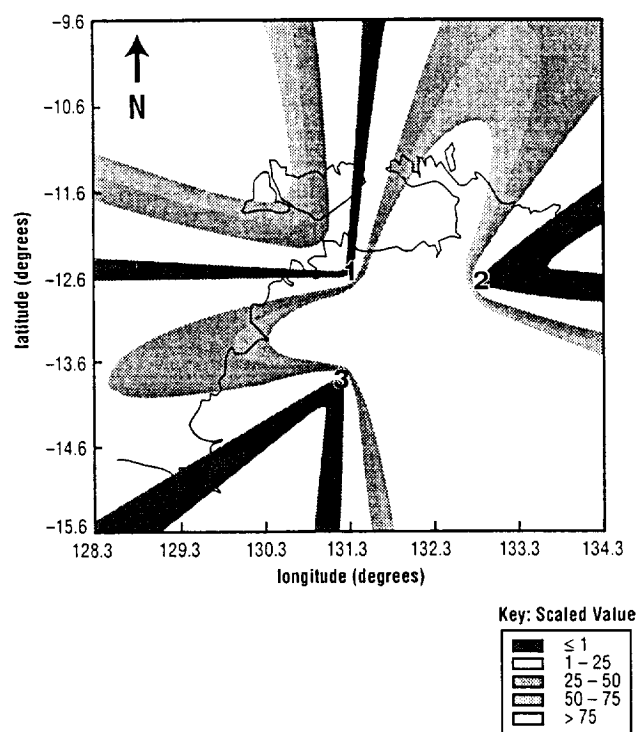 -9.6
-10.6
-11.6
-12.6
-13.6
-14.6
-15.6
latitude (degrees)
N
1
2
3
128.3 129.3 130.3 131.3 132.3 133.3 134.3
longitude (degrees)
Key: Scaled Value
≤ 1
1 – 25
25 – 50
50 – 75
> 75